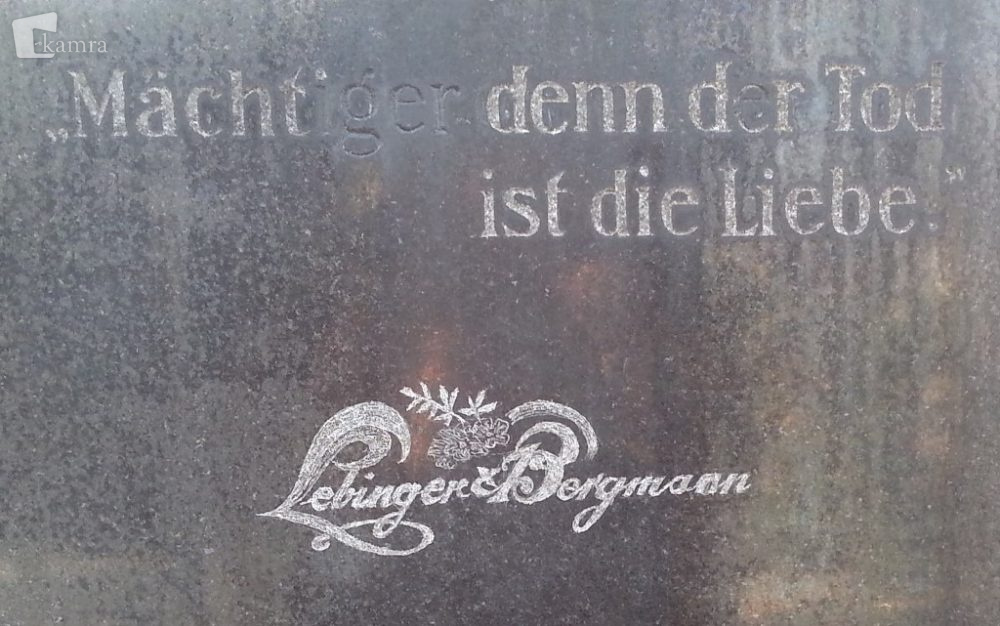 kamra
„Mächtiger denn der Tod
ist die Liebe.”
Lebinger & Bergmann